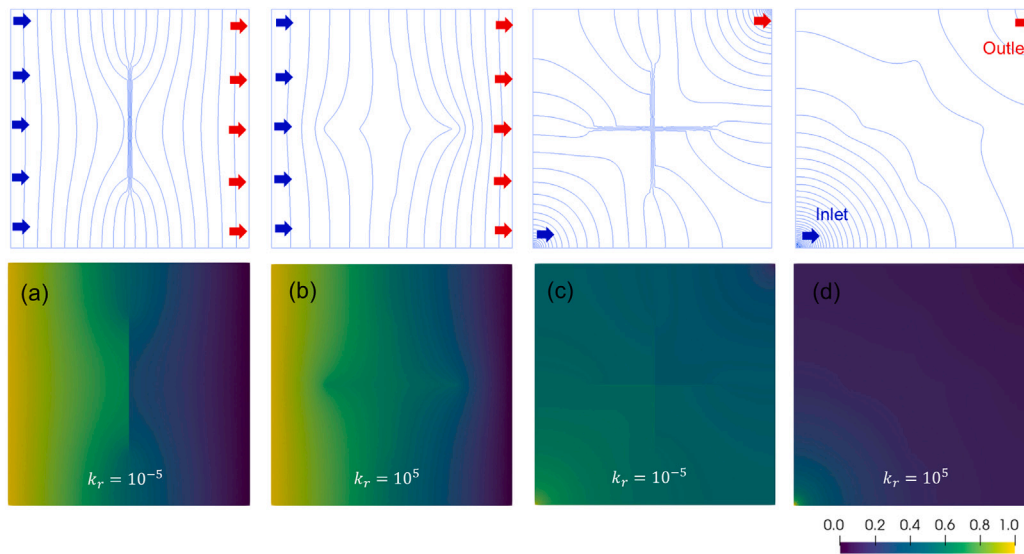 Outle
Inlet
(a)
(b)
(c)
(d)
k_r = 10^{-5}
k_r = 10^{5}
k_r = 10^{-5}
k_r = 10^{5}
0.0 0.2 0.4 0.6 0.8 1.0